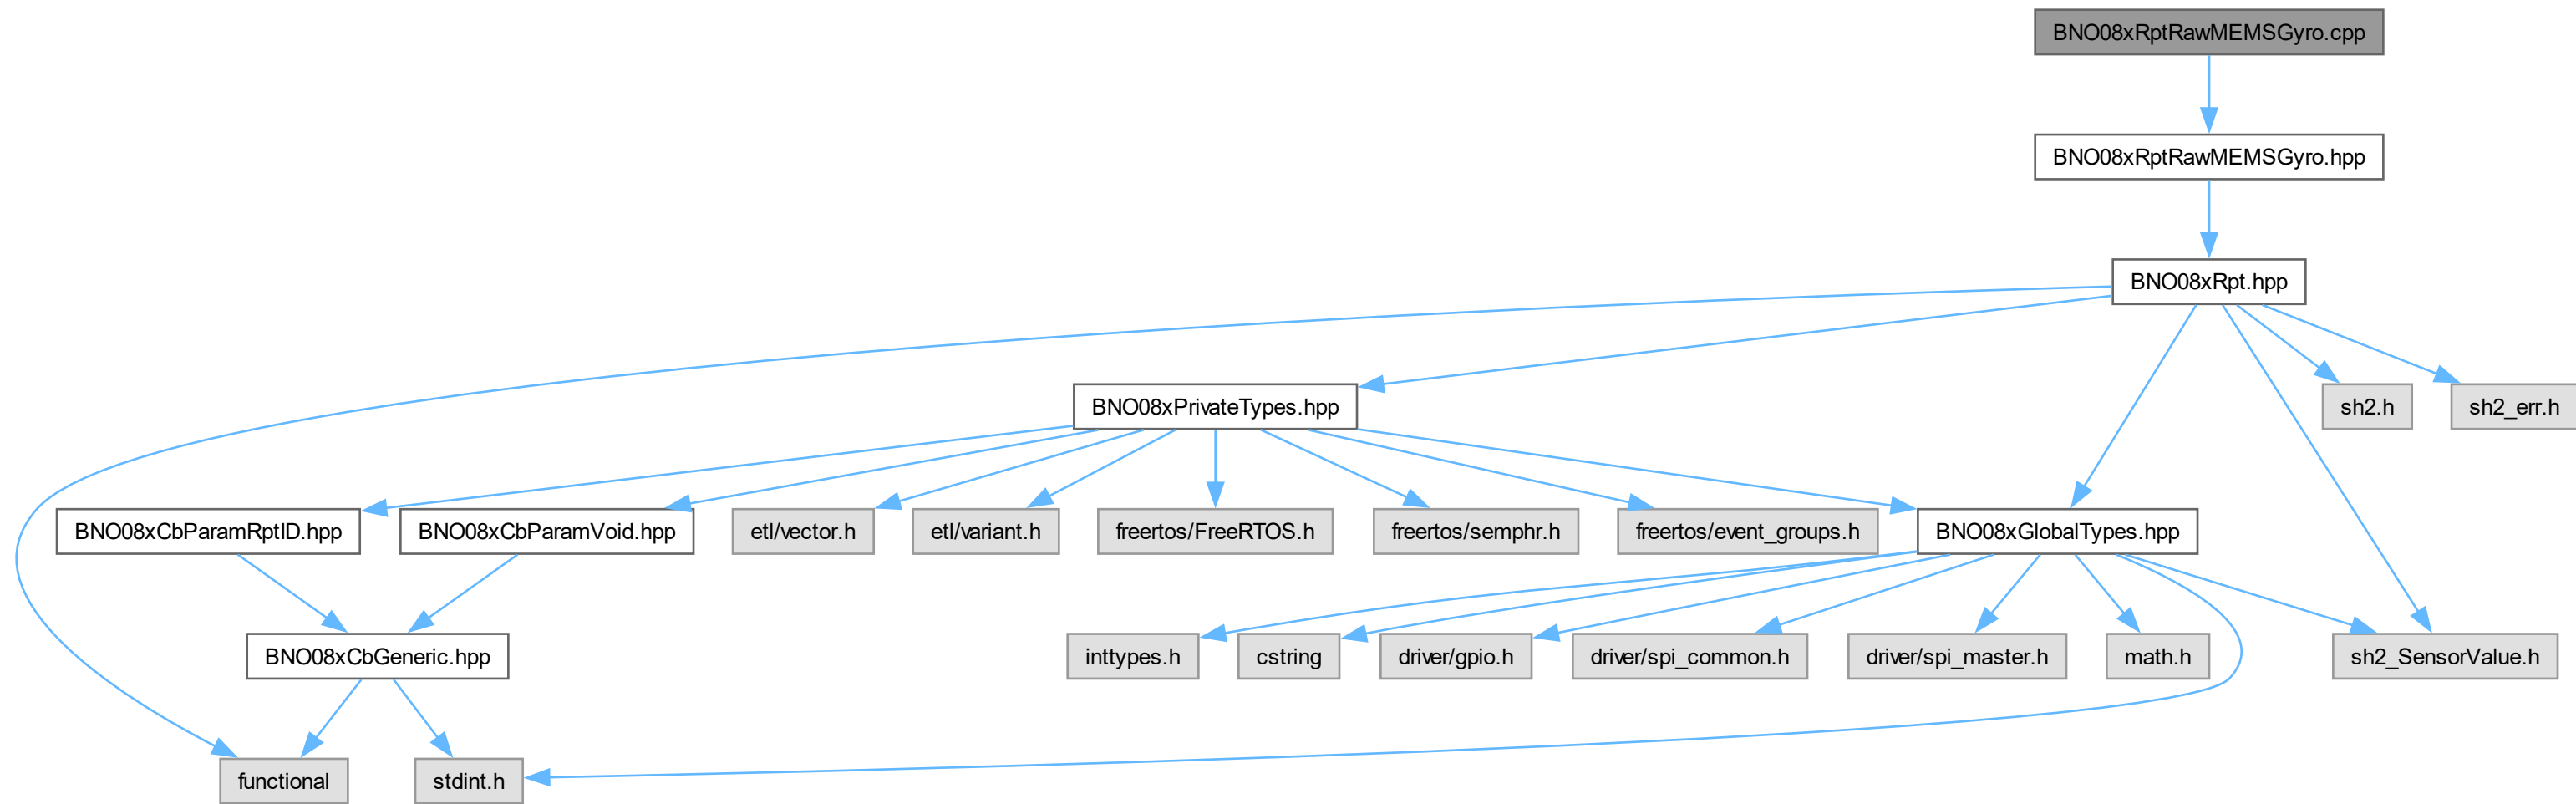 BNO08xRptRawMEMSGyro.cpp
BNO08xRptRawMEMSGyro.hpp
BNO08xRpt.hpp
BNO08xPrivateTypes.hpp
sh2.h
sh2_err.h
BNO08xCbParamRptID.hpp
BNO08xCbParamVoid.hpp
etl/vector.h
etl/variant.h
freertos/FreeRTOS.h
freertos/semphr.h
freertos/event_groups.h
BNO08xGlobalTypes.hpp
BNO08xCbGeneric.hpp
inttypes.h
cstring
driver/gpio.h
driver/spi_common.h
driver/spi_master.h
math.h
sh2_SensorValue.h
functional
stdint.h